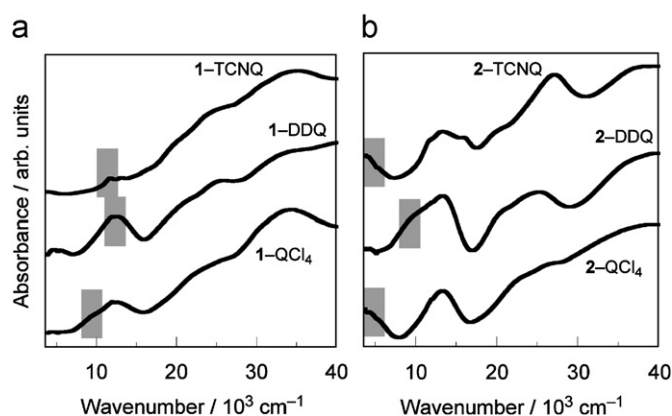 a
b
1–TCNQ
1–DDQ
1–QCl4
2–TCNQ
2–DDQ
2–QCl4
Absorbance / arb. units
10 20 30 40
10 20 30 40
Wavenumber / 10³ cm⁻¹
Wavenumber / 10³ cm⁻¹